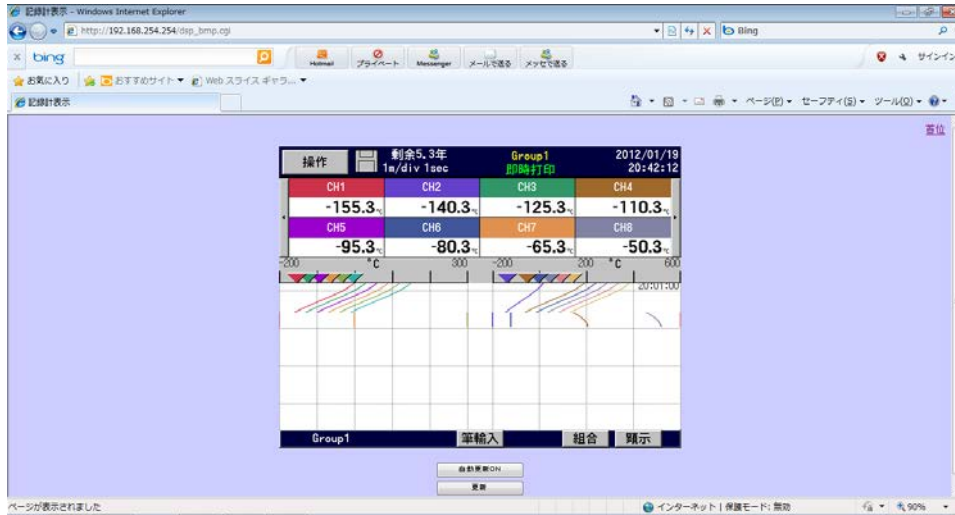 記録計表示 - Windows Internet Explorer
http://192.168.254.254/dsp_bmp.cgi
Bing
bing
Hotmail
プライベート
Messenger
メールで送る
メッセで送る
サインイン
お気に入り
おすすめサイト
Web スライス ギャラ...
記録計表示
ページ(P)
セーフティ(S)
ツール(O)
首位
操作
剩余5.3年
1m/div 1sec
Group1
即時打印
2012/01/19
20:42:12
CH1 CH2 CH3 CH4
-155.3℃ -140.3℃ -125.3℃ -110.3℃
CH5 CH6 CH7 CH8
-95.3℃ -80.3℃ -65.3℃ -50.3℃
-200 °C 300 -200 200 °C 600
20:01:00
Group1 筆輸入 組合 顕示
自動更新ON
更新
ページが表示されました
インターネット | 保護モード: 無効
90%